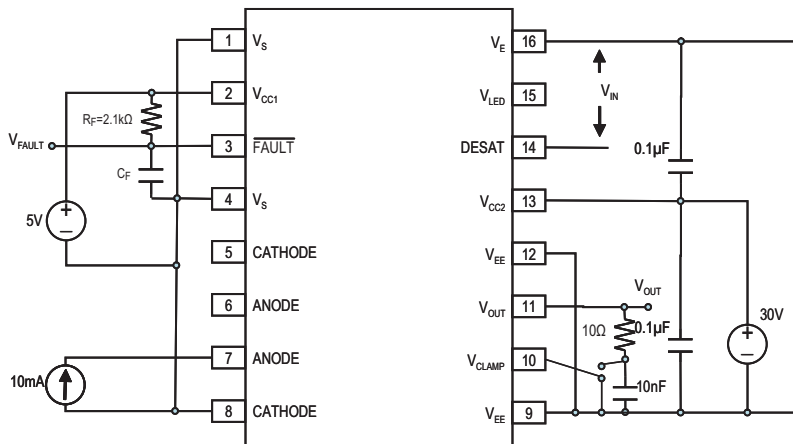 1 V_S
V_E 16
2 V_CC1
V_LED 15
V_IN
R_F=2.1kΩ
V_FAULT
3 FAULT
DESAT 14
0.1µF
C_F
4 V_S
V_CC2 13
5V
+
−
5 CATHODE
V_EE 12
6 ANODE
V_OUT 11
V_OUT
10Ω
0.1µF
30V
+
−
7 ANODE
V_CLAMP 10
10mA
10nF
8 CATHODE
V_EE 9